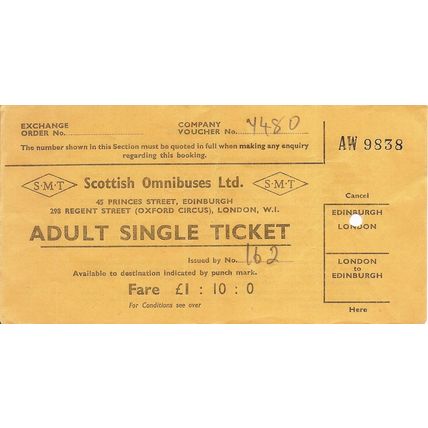 EXCHANGE
ORDER No.
COMPANY
VOUCHER No. 7480
The number shown in this Section must be quoted in full when making any enquiry
regarding this booking.
AW 9838
S·M·T Scottish Omnibuses Ltd. S·M·T
45 PRINCES STREET, EDINBURGH
298 REGENT STREET (OXFORD CIRCUS), LONDON, W.1.
ADULT SINGLE TICKET
Issued by No. 162
Available to destination indicated by punch mark.
Fare £1 : 10 : 0
For Conditions see over
Cancel
EDINBURGH
LONDON
LONDON
to
EDINBURGH
Here